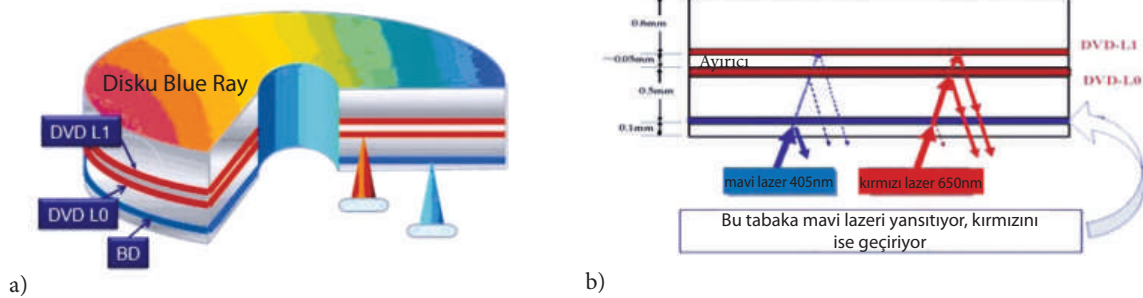 Disku Blue Ray
DVD L1
DVD L0
BD
a)
0.6mm
~0.05mm
0.5mm
0.1mm
Ayırıcı
DVD-L1
DVD-L0
mavi lazer 405nm
kırmızı lazer 650nm
Bu tabaka mavi lazeri yansıtıyor, kırmızını
ise geçiriyor
b)